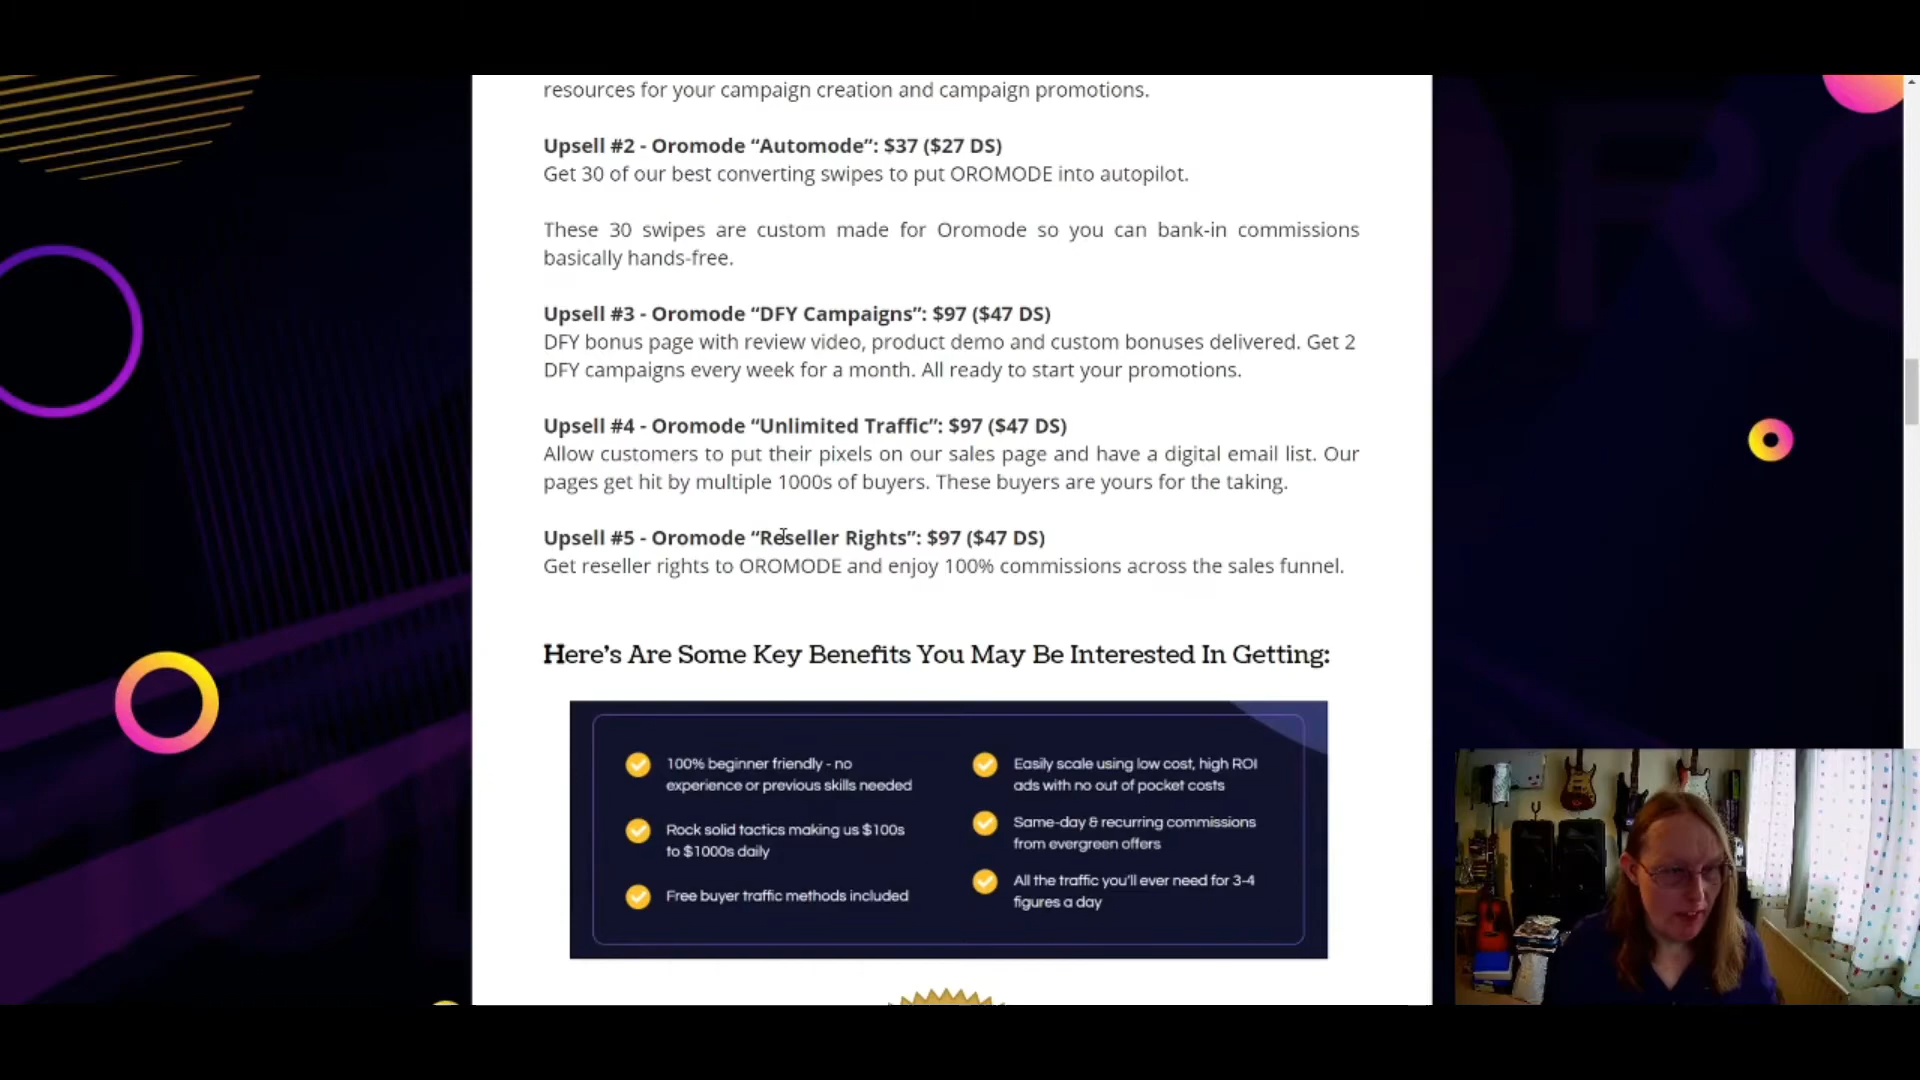 resources for your campaign creation and campaign promotions.
Upsell #2 - Oromode “Automode”: $37 ($27 DS)
Get 30 of our best converting swipes to put OROMODE into autopilot.
These 30 swipes are custom made for Oromode so you can bank-in commissions
basically hands-free.
Upsell #3 - Oromode “DFY Campaigns”: $97 ($47 DS)
DFY bonus page with review video, product demo and custom bonuses delivered. Get 2
DFY campaigns every week for a month. All ready to start your promotions.
Upsell #4 - Oromode “Unlimited Traffic”: $97 ($47 DS)
Allow customers to put their pixels on our sales page and have a digital email list. Our
pages get hit by multiple 1000s of buyers. These buyers are yours for the taking.
Upsell #5 - Oromode “Reseller Rights”: $97 ($47 DS)
Get reseller rights to OROMODE and enjoy 100% commissions across the sales funnel.
Here’s Are Some Key Benefits You May Be Interested In Getting:
100% beginner friendly - no
experience or previous skills needed
Rock solid tactics making us $100s
to $1000s daily
Free buyer traffic methods included
Easily scale using low cost, high ROI
ads with no out of pocket costs
Same-day & recurring commissions
from evergreen offers
All the traffic you'll ever need for 3-4
figures a day